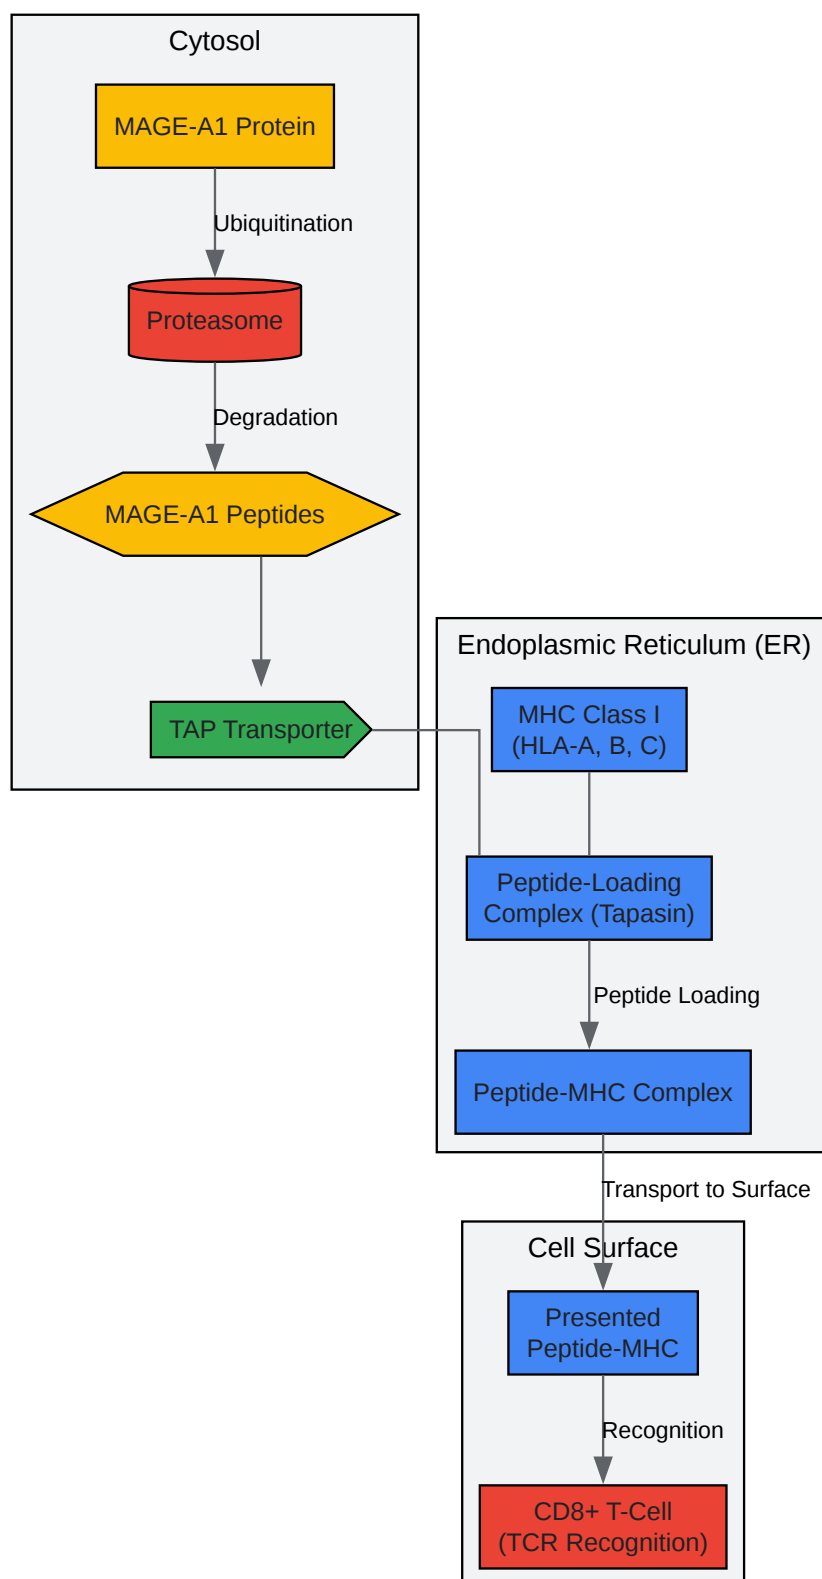 Cytosol
MAGE-A1 Protein
Ubiquitination
Proteasome
Degradation
MAGE-A1 Peptides
TAP Transporter
Endoplasmic Reticulum (ER)
MHC Class I
(HLA-A, B, C)
Peptide-Loading
Complex (Tapasin)
Peptide Loading
Peptide-MHC Complex
Transport to Surface
Cell Surface
Presented
Peptide-MHC
Recognition
CD8+ T-Cell
(TCR Recognition)